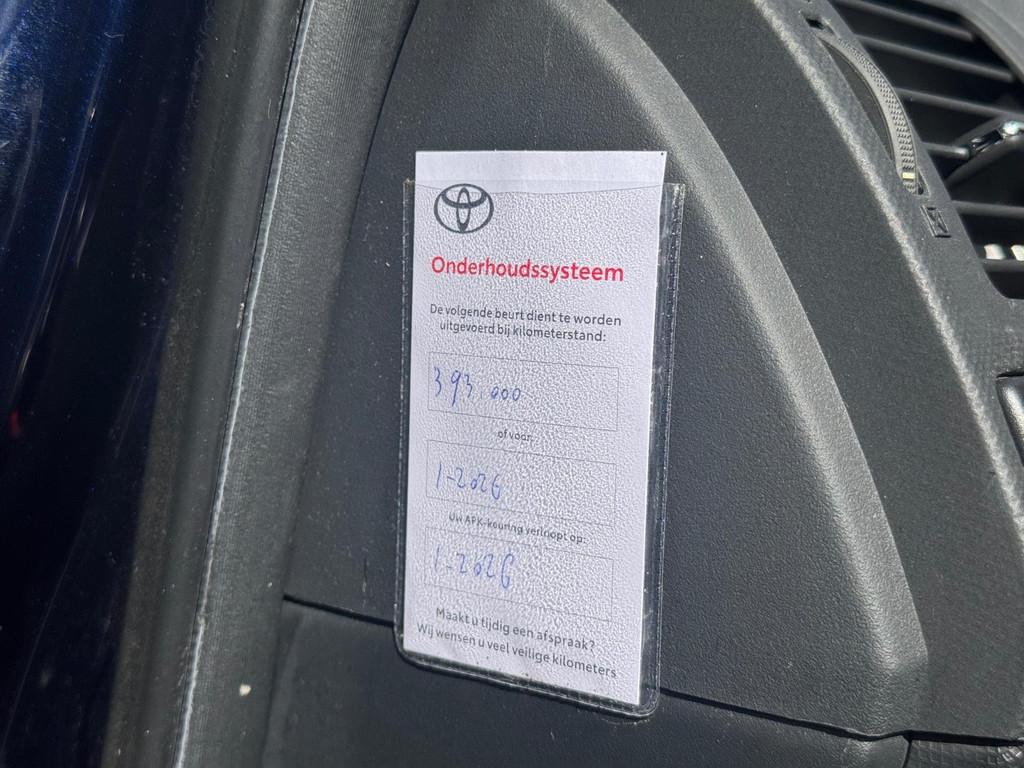 Onderhoudssysteem
De volgende beurt dient te worden
uitgevoerd bij kilometerstand:
393.000
of voor:
1-2026
Uw APK-keuring verloopt op:
1-2026
Maakt u tijdig een afspraak?
Wij wensen u veel veilige kilometers